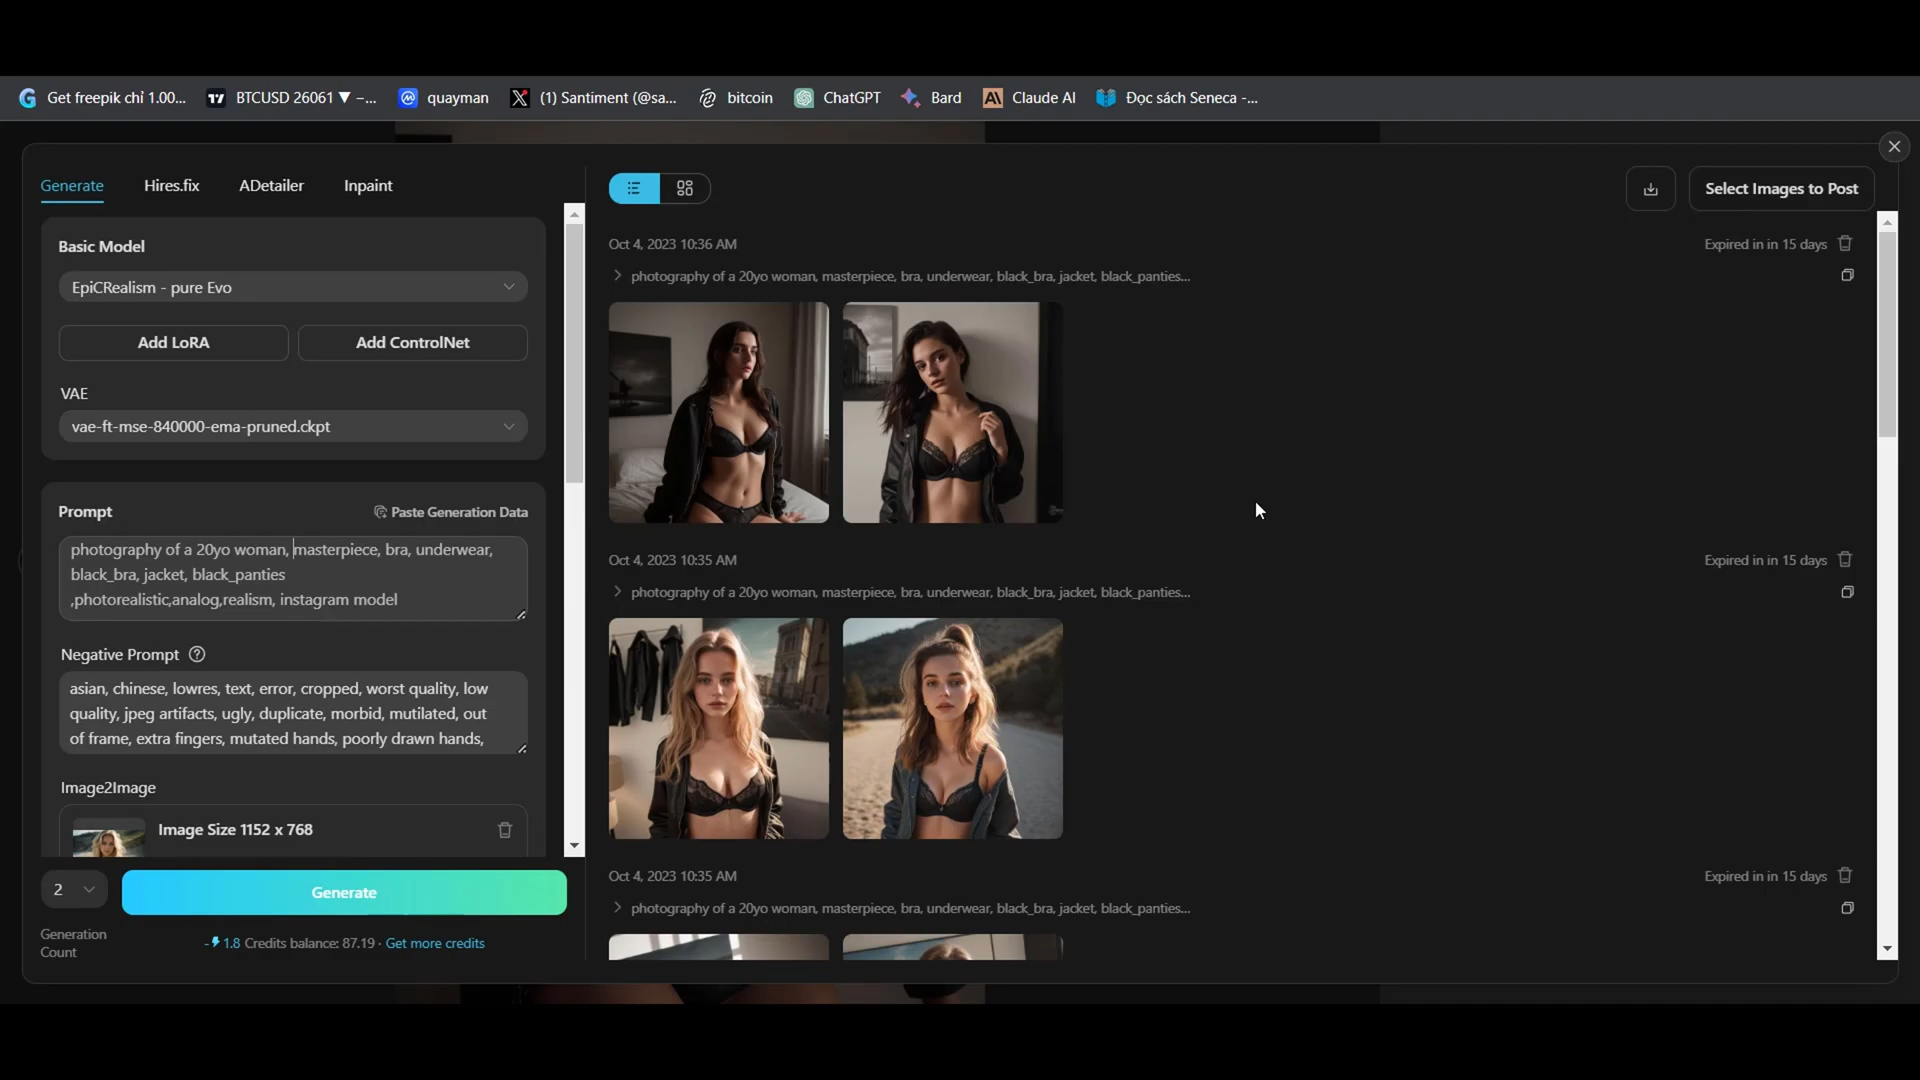 Get freepik chỉ 1.00...
BTCUSD 26061 ▼ –...
quayman
(1) Santiment (@sa...
bitcoin
ChatGPT
Bard
Claude AI
Đọc sách Seneca -...
Generate
Hires.fix
ADetailer
Inpaint
Basic Model
EpiCRealism - pure Evo
Add LoRA
Add ControlNet
VAE
vae-ft-mse-840000-ema-pruned.ckpt
Prompt
Paste Generation Data
photography of a 20yo woman, masterpiece, bra, underwear,
black_bra, jacket, black_panties
,photorealistic,analog,realism, instagram model
Negative Prompt
asian, chinese, lowres, text, error, cropped, worst quality, low
quality, jpeg artifacts, ugly, duplicate, morbid, mutilated, out
of frame, extra fingers, mutated hands, poorly drawn hands,
Image2Image
Image Size 1152 x 768
2
Generate
Generation
Count
-1.8 Credits balance: 87.19 · Get more credits
Select Images to Post
Oct 4, 2023 10:36 AM
Expired in in 15 days
photography of a 20yo woman, masterpiece, bra, underwear, black_bra, jacket, black_panties...
Oct 4, 2023 10:35 AM
Expired in in 15 days
photography of a 20yo woman, masterpiece, bra, underwear, black_bra, jacket, black_panties...
Oct 4, 2023 10:35 AM
Expired in in 15 days
photography of a 20yo woman, masterpiece, bra, underwear, black_bra, jacket, black_panties...